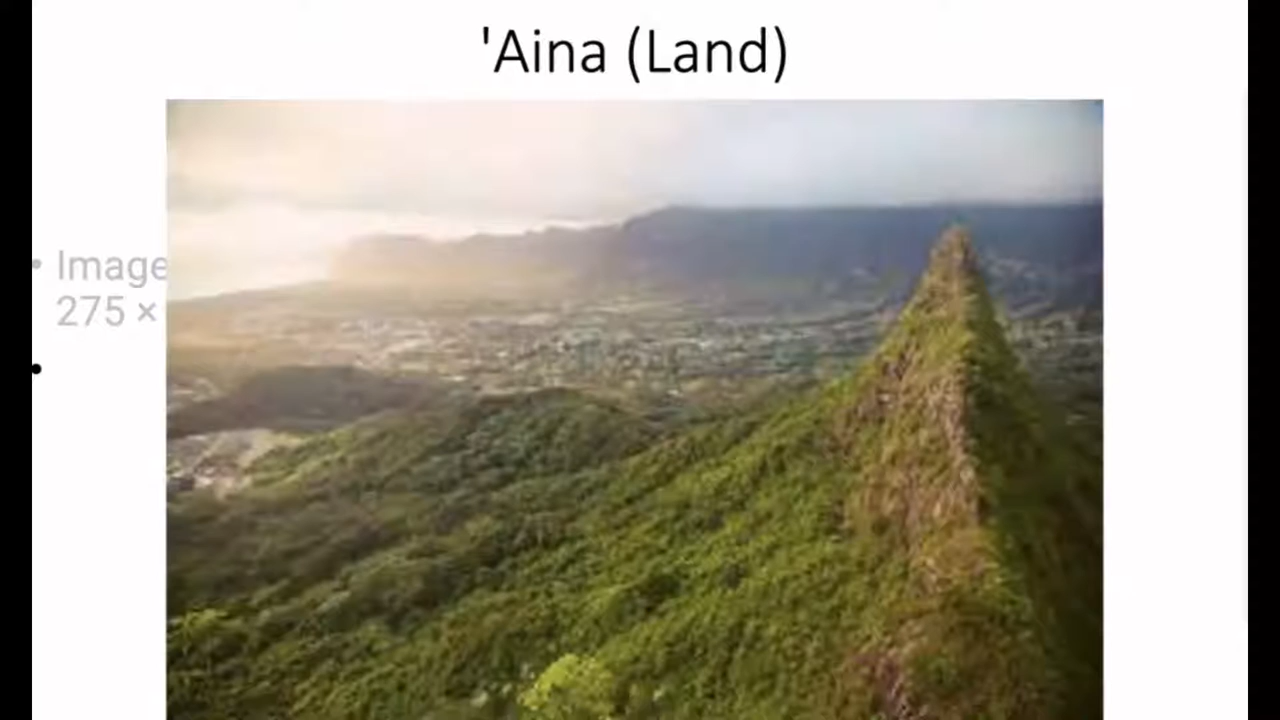 'Aina (Land)
• Image
275 ×
•